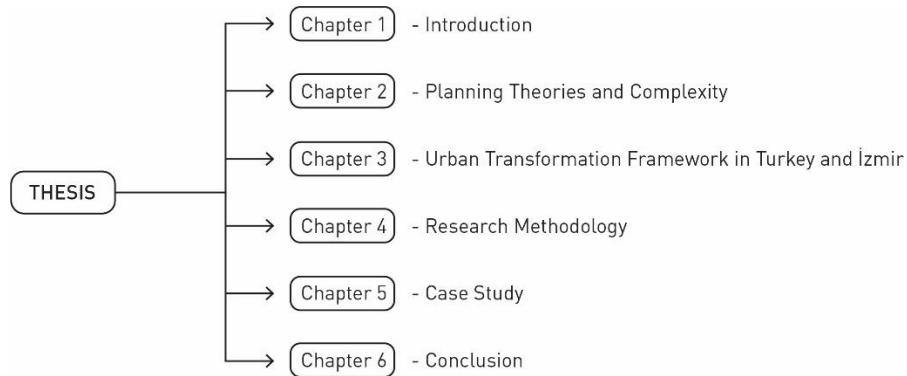 Chapter 1 - Introduction
Chapter 2 - Planning Theories and Complexity
Chapter 3 - Urban Transformation Framework in Turkey and İzmir
THESIS
Chapter 4 - Research Methodology
Chapter 5 - Case Study
Chapter 6 - Conclusion